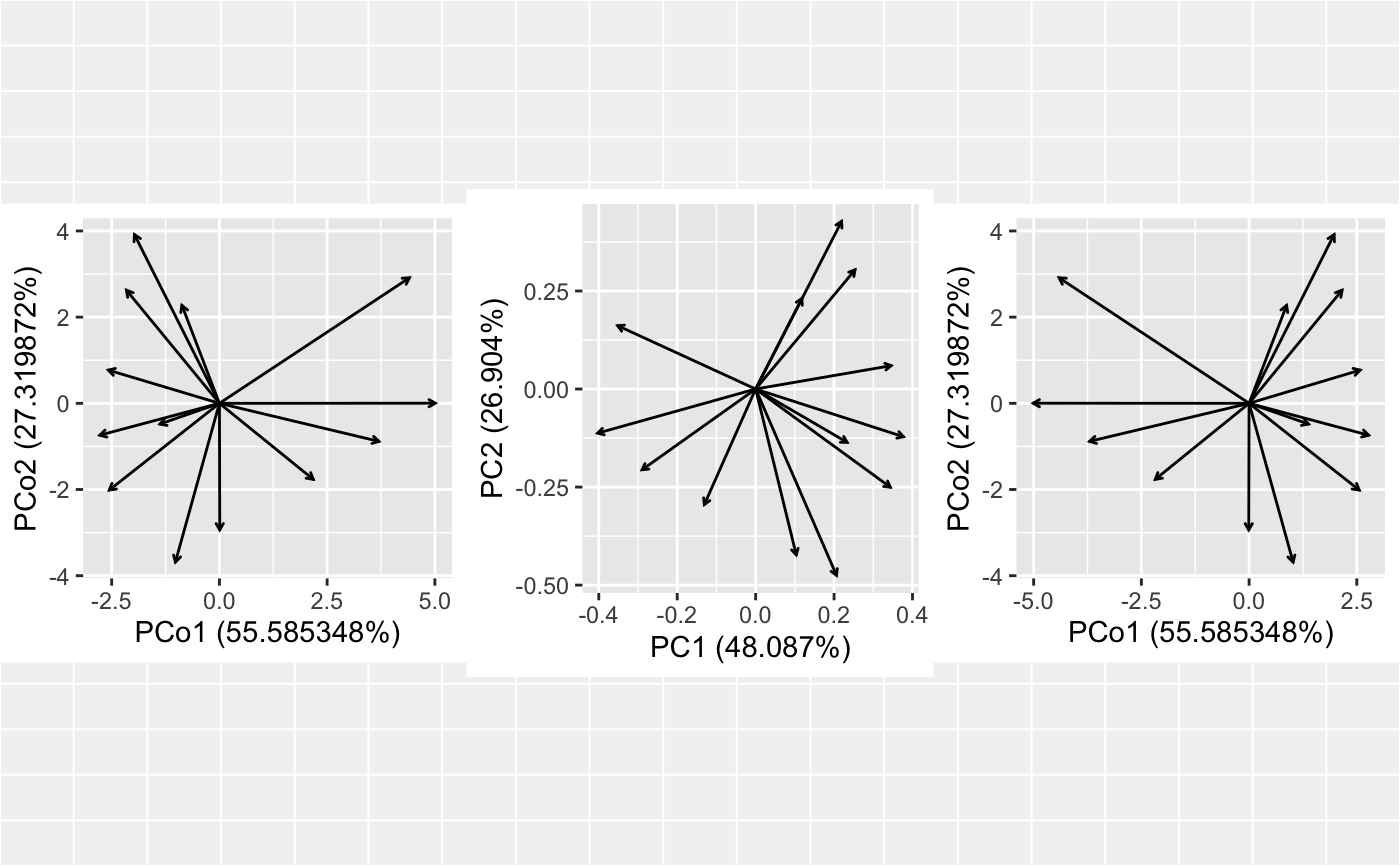 4
2
0
-2
-4
PCo2 (27.319872%)
-2.5 0.0 2.5 5.0
PCo1 (55.585348%)
0.25
0.00
-0.25
-0.50
PC2 (26.904%)
-0.4 -0.2 0.0 0.2 0.4
PC1 (48.087%)
4
2
0
-2
-4
PCo2 (27.319872%)
-5.0 -2.5 0.0 2.5
PCo1 (55.585348%)